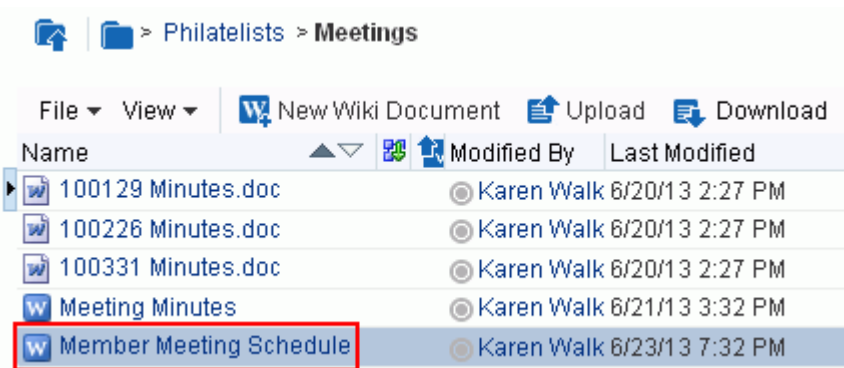 > Philatelists > Meetings
File View New Wiki Document Upload Download
Name Modified By Last Modified
100129 Minutes.doc Karen Walk 6/20/13 2:27 PM
100226 Minutes.doc Karen Walk 6/20/13 2:27 PM
100331 Minutes.doc Karen Walk 6/20/13 2:27 PM
Meeting Minutes Karen Walk 6/21/13 3:32 PM
Member Meeting Schedule Karen Walk 6/23/13 7:32 PM